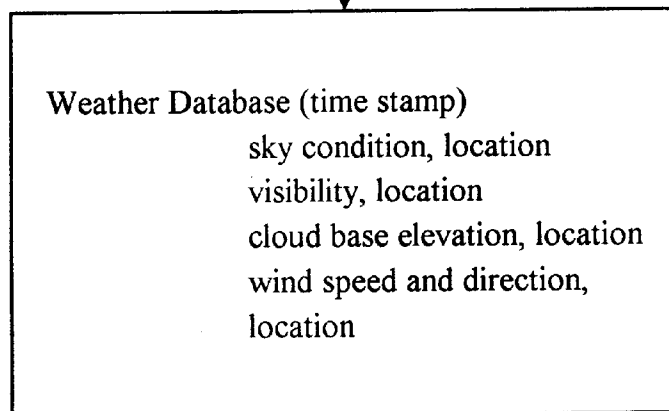 Weather Database (time stamp)
sky condition, location
visibility, location
cloud base elevation, location
wind speed and direction,
location